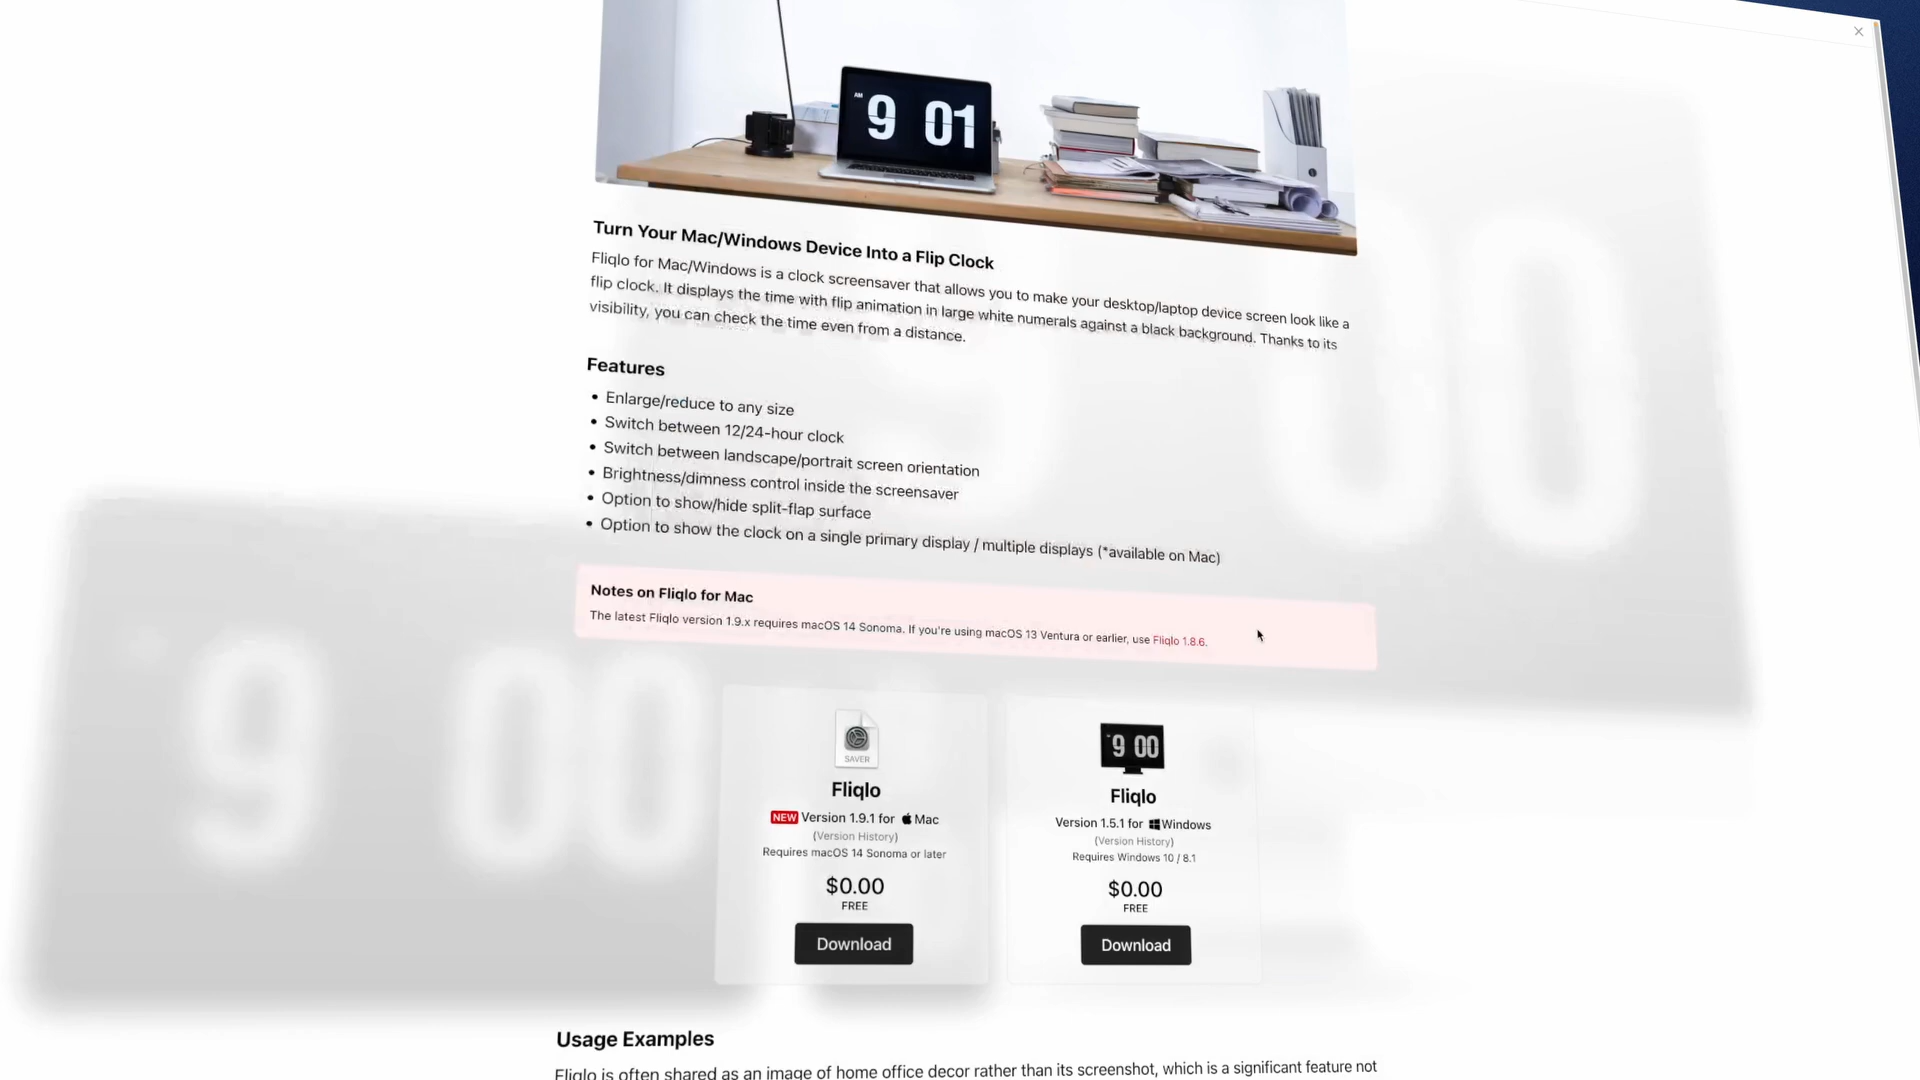 AM
9 01
Turn Your Mac/Windows Device Into a Flip Clock
Fliqlo for Mac/Windows is a clock screensaver that allows you to make your desktop/laptop device screen look like a
flip clock. It displays the time with flip animation in large white numerals against a black background. Thanks to its
visibility, you can check the time even from a distance.
Features
• Enlarge/reduce to any size
• Switch between 12/24-hour clock
• Switch between landscape/portrait screen orientation
• Brightness/dimness control inside the screensaver
• Option to show/hide split-flap surface
• Option to show the clock on a single primary display / multiple displays (*available on Mac)
Notes on Fliqlo for Mac
The latest Fliqlo version 1.9.x requires macOS 14 Sonoma. If you're using macOS 13 Ventura or earlier, use Fliqlo 1.8.6.
00
9 00
SAVER
Fliqlo
NEW Version 1.9.1 for Mac
(Version History)
Requires macOS 14 Sonoma or later
$0.00
FREE
Download
9 00
Fliqlo
Version 1.5.1 for Windows
(Version History)
Requires Windows 10 / 8.1
$0.00
FREE
Download
Usage Examples
Fliqlo is often shared as an image of home office decor rather than its screenshot, which is a significant feature not